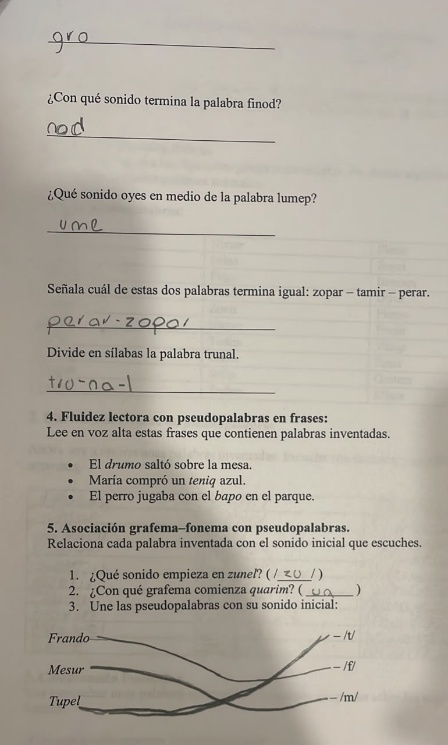 gro
¿Con qué sonido termina la palabra finod?
nod
¿Qué sonido oyes en medio de la palabra lumep?
ume
Señala cuál de estas dos palabras termina igual: zopar – tamir – perar.
perar-zopar
Divide en sílabas la palabra trunal.
tru-na-l
4. Fluidez lectora con pseudopalabras en frases:
Lee en voz alta estas frases que contienen palabras inventadas.
• El drumo saltó sobre la mesa.
• María compró un teniq azul.
• El perro jugaba con el bapo en el parque.
5. Asociación grafema–fonema con pseudopalabras.
Relaciona cada palabra inventada con el sonido inicial que escuches.
1. ¿Qué sonido empieza en zunel? ( / zu / )
2. ¿Con qué grafema comienza quarim? ( ua )
3. Une las pseudopalabras con su sonido inicial:
Frando – /t/
Mesur – /f/
Tupel – /m/